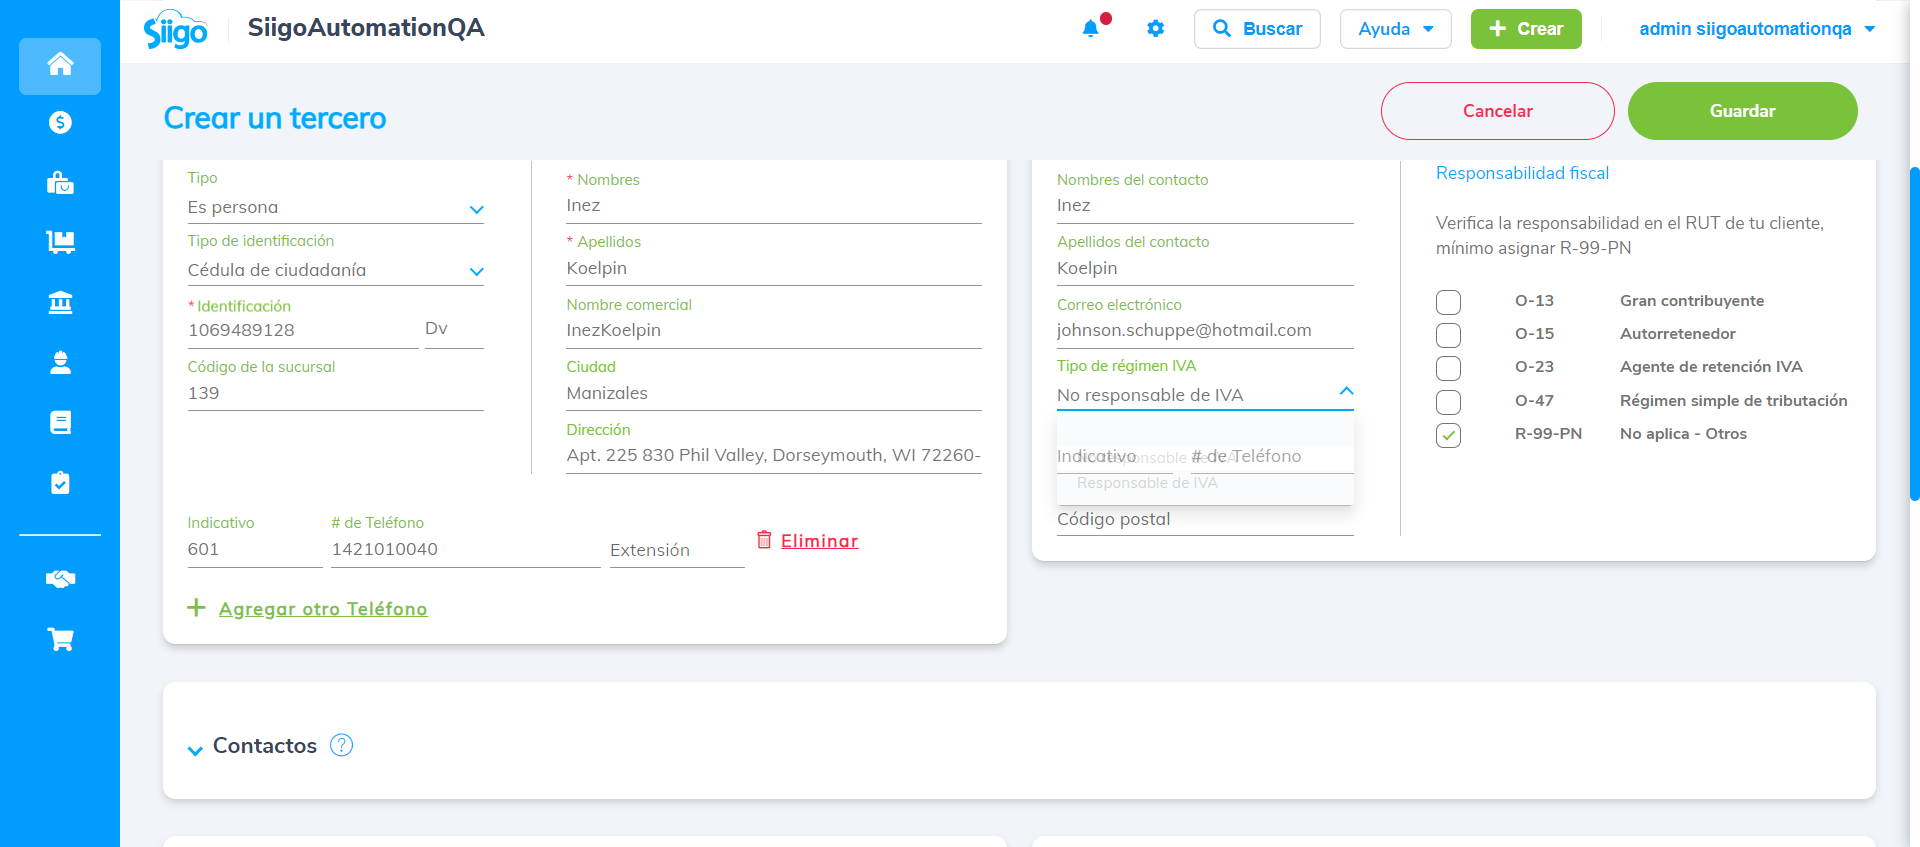 Siigo
SiigoAutomationQA
Buscar
Ayuda
Crear
admin siigoautomationqa
Crear un tercero
Cancelar
Guardar
Tipo
Es persona
Tipo de identificación
Cédula de ciudadanía
* Identificación
1069489128
Dv
Código de la sucursal
139
* Nombres
Inez
* Apellidos
Koelpin
Nombre comercial
InezKoelpin
Ciudad
Manizales
Dirección
Apt. 225 830 Phil Valley, Dorseymouth, WI 72260-
Indicativo
601
# de Teléfono
1421010040
Extensión
Eliminar
Agregar otro Teléfono
Nombres del contacto
Inez
Apellidos del contacto
Koelpin
Correo electrónico
johnson.schuppe@hotmail.com
Tipo de régimen IVA
No responsable de IVA
No responsable de IVA
Indicativo
# de Teléfono
Responsable de IVA
Código postal
Responsabilidad fiscal
Verifica la responsabilidad en el RUT de tu cliente,
mínimo asignar R-99-PN
O-13 Gran contribuyente
O-15 Autorretenedor
O-23 Agente de retención IVA
O-47 Régimen simple de tributación
R-99-PN No aplica - Otros
Contactos ?